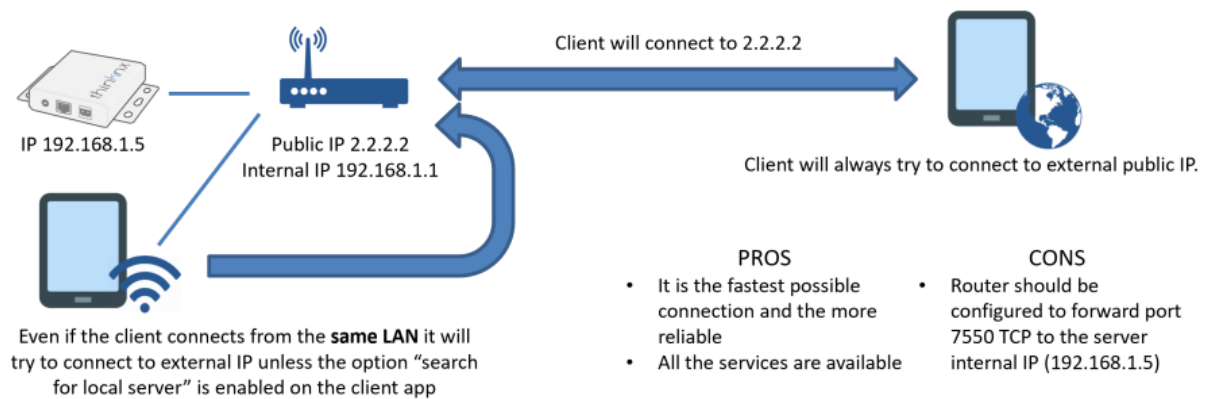 Client will connect to 2.2.2.2
thinknx
IP 192.168.1.5
Public IP 2.2.2.2
Internal IP 192.168.1.1
Client will always try to connect to external public IP.
Even if the client connects from the same LAN it will
try to connect to external IP unless the option “search
for local server” is enabled on the client app
PROS
• It is the fastest possible
connection and the more
reliable
• All the services are available
CONS
• Router should be
configured to forward port
7550 TCP to the server
internal IP (192.168.1.5)